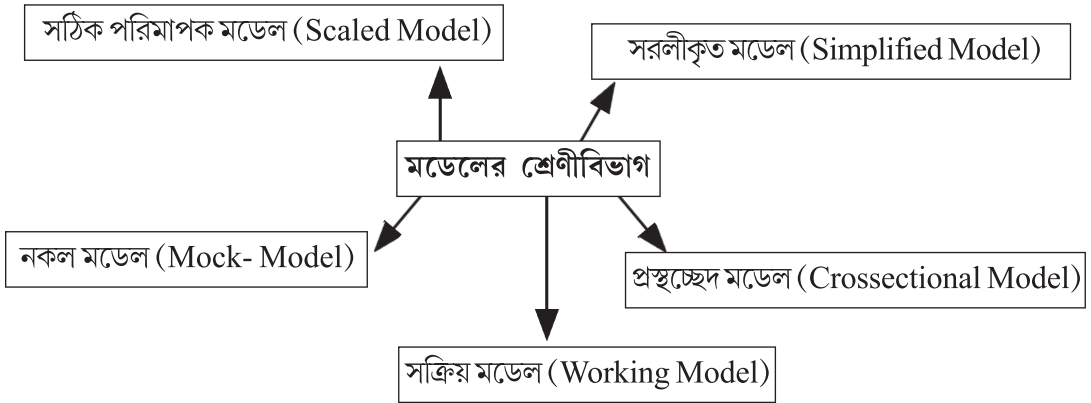 সঠিক পরিমাপক মডেল (Scaled Model)
সরলীকৃত মডেল (Simplified Model)
মডেলের শ্রেণীবিভাগ
নকল মডেল (Mock- Model)
প্রস্থচ্ছেদ মডেল (Crossectional Model)
সক্রিয় মডেল (Working Model)